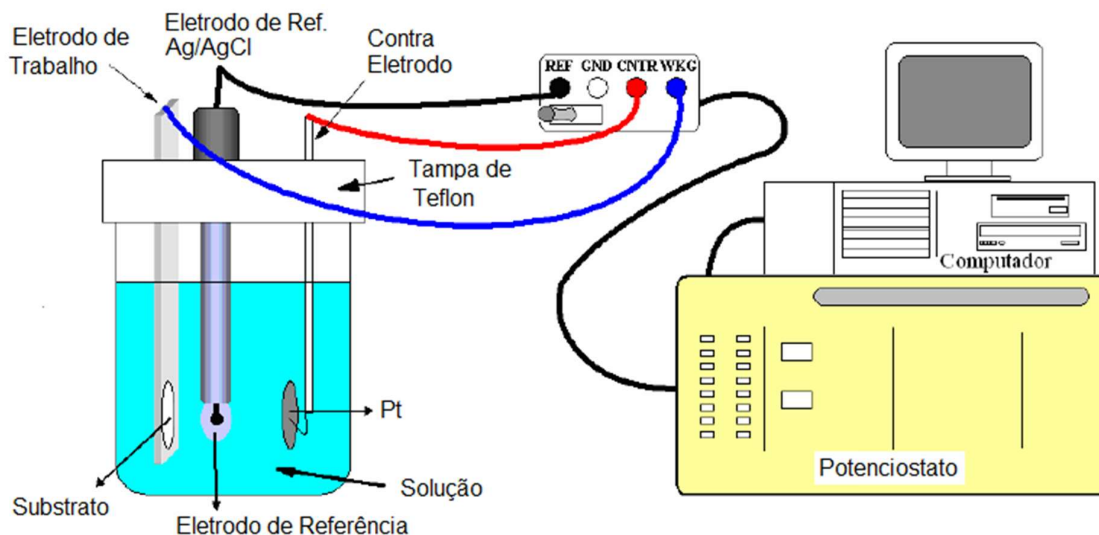 Eletrodo de
Trabalho
Eletrodo de Ref.
Ag/AgCl
Contra
Eletrodo
REF GND CNTR WKG
Tampa de
Teflon
Computador
Pt
Substrato
Solução
Eletrodo de Referência
Potenciostato